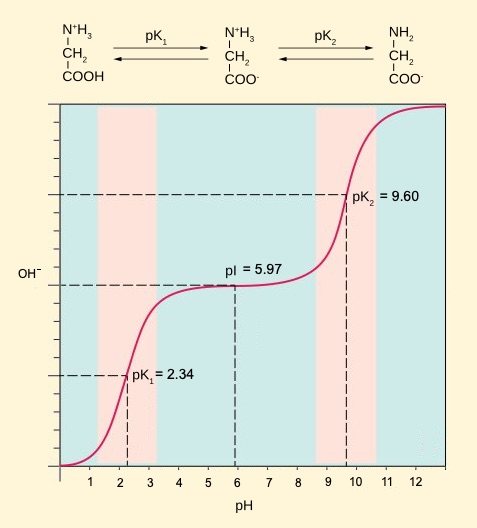 N⁺H₃ pK₁ N⁺H₃ pK₂ NH₂
CH₂ CH₂ CH₂
COOH COO⁻ COO⁻
pK₂ = 9.60
pI = 5.97
OH⁻
pK₁ = 2.34
1 2 3 4 5 6 7 8 9 10 11 12
pH